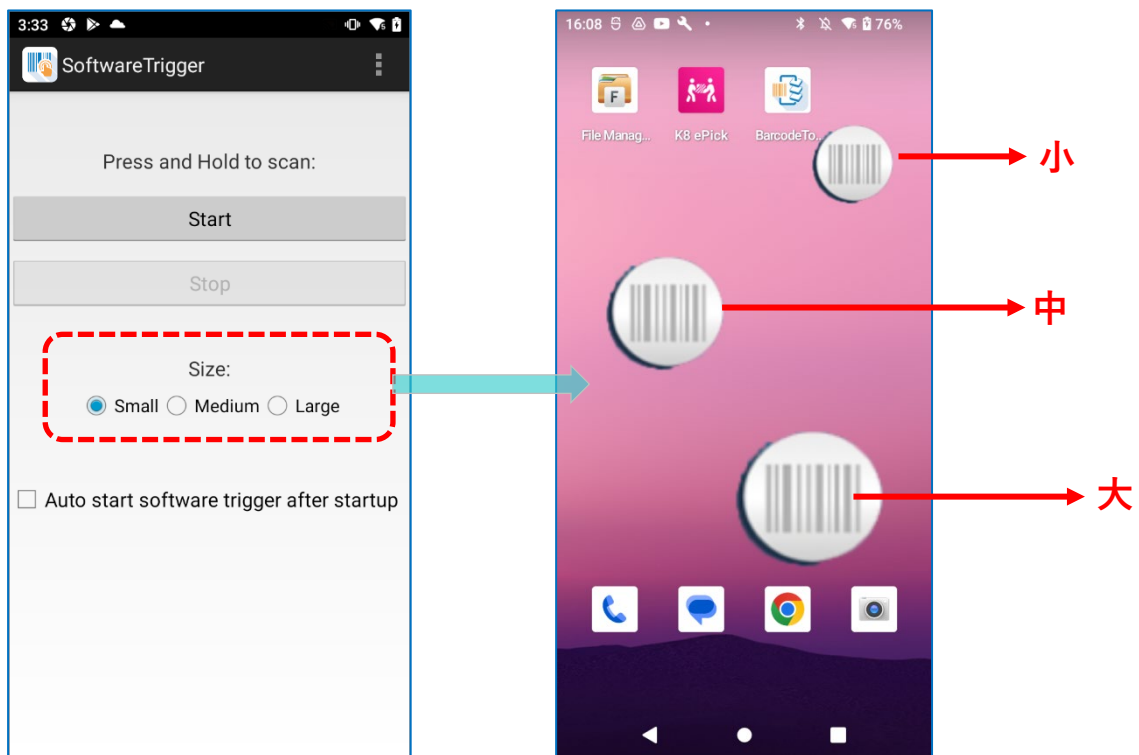 3:33
SoftwareTrigger
Press and Hold to scan:
Start
Stop
Size:
Small Medium Large
Auto start software trigger after startup
16:08 76%
F
File Manag... K8 ePick BarcodeTo...
小
中
大